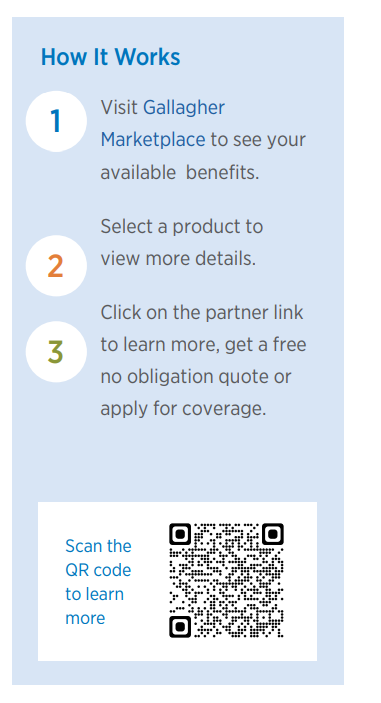 How It Works
1
Visit Gallagher
Marketplace to see your
available benefits.
2
Select a product to
view more details.
3
Click on the partner link
to learn more, get a free
no obligation quote or
apply for coverage.
Scan the
QR code
to learn
more